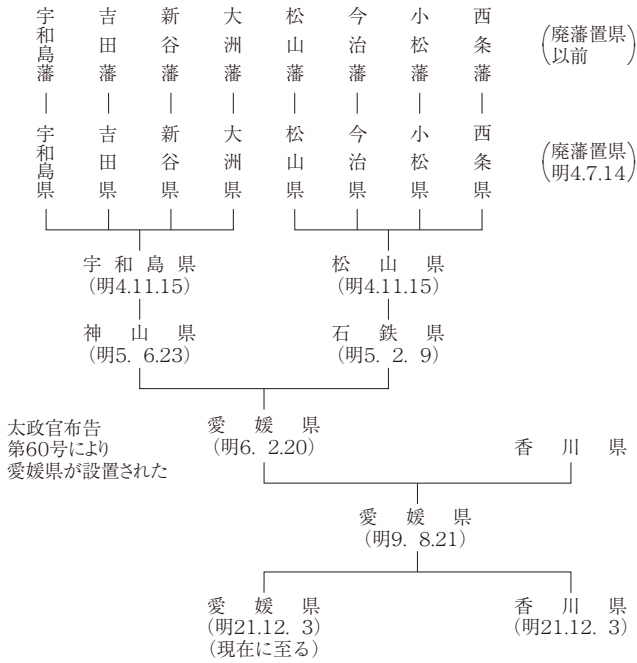 宇和島藩 吉田藩 新谷藩 大洲藩 松山藩 今治藩 小松藩 西条藩 (廃藩置県以前)
宇和島県 吉田県 新谷県 大洲県 松山県 今治県 小松県 西条県 (廃藩置県明4.7.14)
宇和島県 松山県
(明4.11.15) (明4.11.15)
神山県 石鉄県
(明5. 6.23) (明5. 2. 9)
太政官布告
第60号により
愛媛県が設置された
愛媛県 香川県
(明6. 2.20)
愛媛県
(明9. 8.21)
愛媛県 香川県
(明21.12. 3) (明21.12. 3)
(現在に至る)